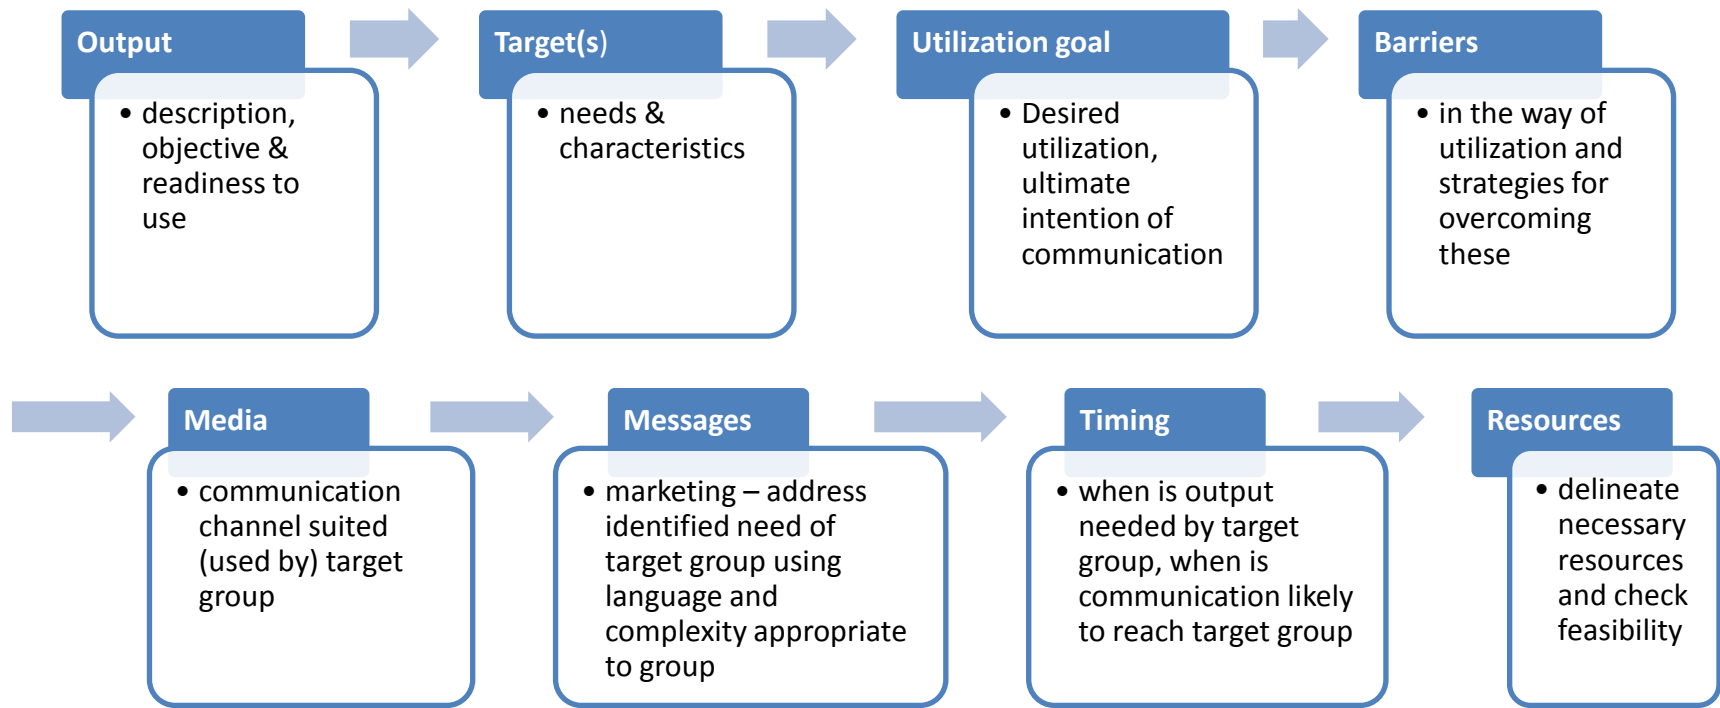 Output
• description,
objective &
readiness to
use
Target(s)
• needs &
characteristics
Utilization goal
• Desired
utilization,
ultimate
intention of
communication
Barriers
• in the way of
utilization and
strategies for
overcoming
these
Media
• communication
channel suited
(used by) target
group
Messages
• marketing – address
identified need of
target group using
language and
complexity appropriate
to group
Timing
• when is output
needed by target
group, when is
communication likely
to reach target group
Resources
• delineate
necessary
resources
and check
feasibility